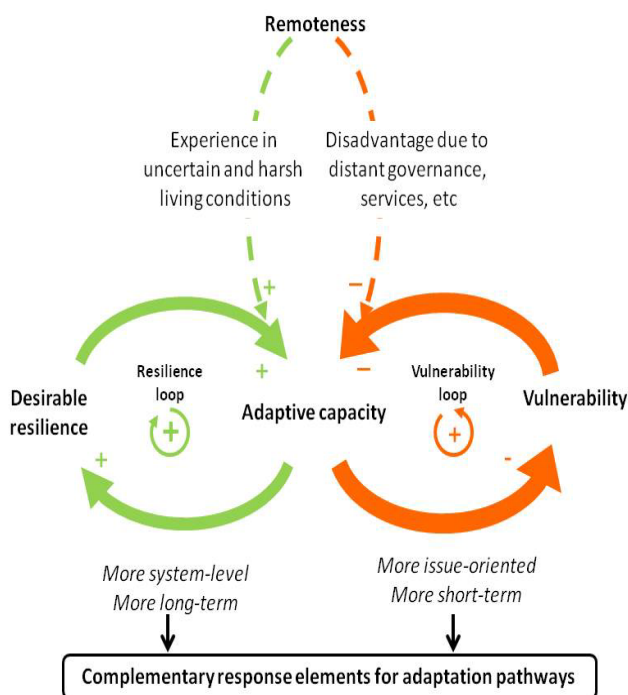 Remoteness
Experience in
uncertain and harsh
living conditions
Disadvantage due to
distant governance,
services, etc
+
−
+
−
Resilience
loop
+
Vulnerability
loop
+
Desirable
resilience
Adaptive capacity
Vulnerability
+
-
More system-level
More long-term
More issue-oriented
More short-term
Complementary response elements for adaptation pathways